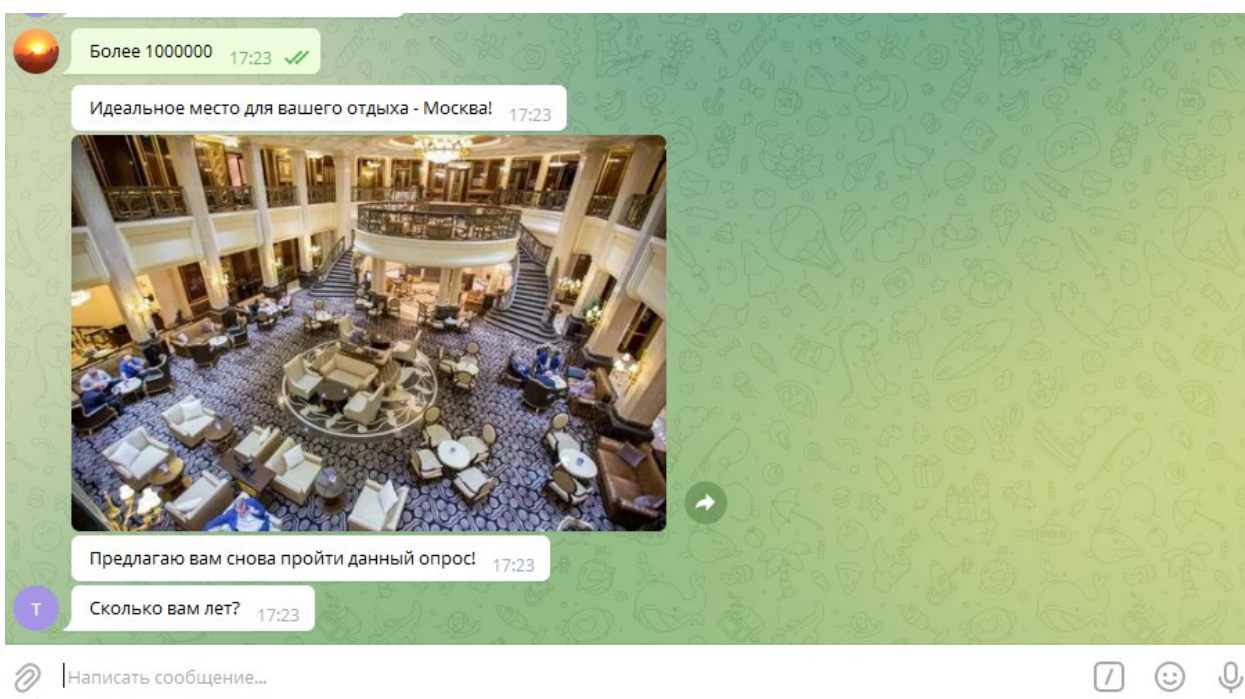 Более 1000000 17:23
Идеальное место для вашего отдыха - Москва! 17:23
Предлагаю вам снова пройти данный опрос! 17:23
T
Сколько вам лет? 17:23
Написать сообщение...